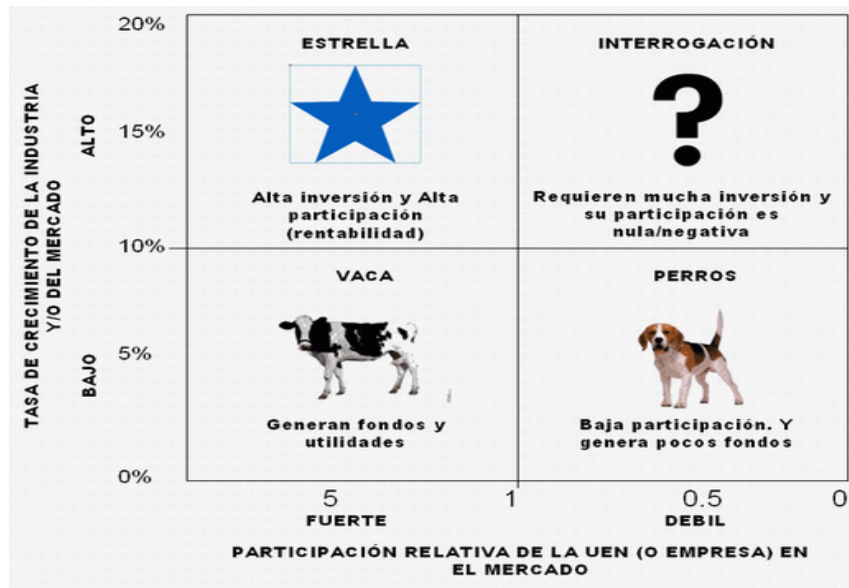 20%
ESTRELLA
INTERROGACIÓN
?
TASA DE CRECIMIENTO DE LA INDUSTRIA
Y/O DEL MERCADO
ALTO
15%
Alta inversión y Alta
participación
(rentabilidad)
Requieren mucha inversión y
su participación es
nula/negativa
10%
VACA
PERROS
BAJO
5%
Generan fondos y
utilidades
Baja participación. Y
genera pocos fondos
0%
5
1
0.5
0
FUERTE
DEBIL
PARTICIPACIÓN RELATIVA DE LA UEN (O EMPRESA) EN
EL MERCADO